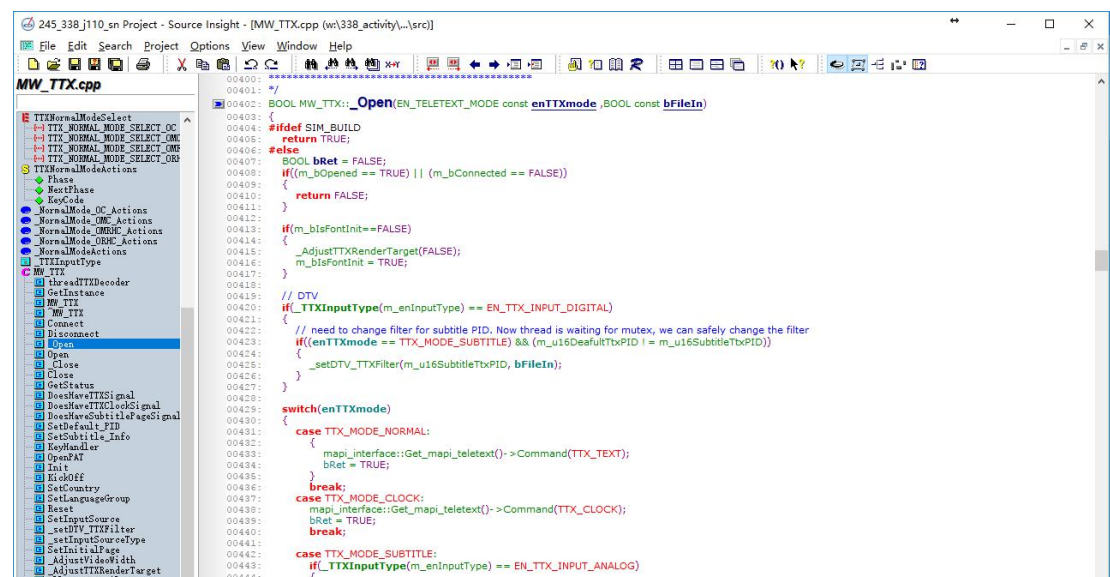 245_338_j110_sn Project - Source Insight - [MW_TTX.cpp (w:\338_activity\...\src)]
File Edit Search Project Options View Window Help
MW_TTX.cpp
TTXNormalModeSelect
TTX_NORMAL_MODE_SELECT_OC
TTX_NORMAL_MODE_SELECT_OMC
TTX_NORMAL_MODE_SELECT_OMR
TTX_NORMAL_MODE_SELECT_ORH
TTXNormalModeActions
Phase
NextPhase
KeyCode
_NormalMode_OC_Actions
_NormalMode_OMC_Actions
_NormalMode_OMRHC_Actions
_NormalMode_ORHC_Actions
_NormalModeActions
_TTXInputType
MW_TTX
threadTTXDecoder
GetInstance
MW_TTX
~MW_TTX
Connect
Disconnect
_Open
Open
_Close
Close
GetStatus
DoesHaveTTXSignal
DoesHaveTTXClockSignal
DoesHaveSubtitlePageSignal
SetDefault_PID
SetSubtitle_Info
KeyHandler
OpenPAT
Init
KickOff
SetCountry
SetLanguageGroup
Reset
SetInputSource
_setDTV_TTXFilter
_setInputSourceType
SetInitialPage
_AdjustVideoWidth
_AdjustTTXRenderTarget
00400: **************************************************
00401: */
00402: BOOL MW_TTX::_Open(EN_TELETEXT_MODE const enTTXmode ,BOOL const bFileIn)
00403: {
00404: #ifdef SIM_BUILD
00405: return TRUE;
00406: #else
00407: BOOL bRet = FALSE;
00408: if((m_bOpened == TRUE) || (m_bConnected == FALSE))
00409: {
00410: return FALSE;
00411: }
00412:
00413: if(m_bIsFontInit==FALSE)
00414: {
00415: _AdjustTTXRenderTarget(FALSE);
00416: m_bIsFontInit = TRUE;
00417: }
00418:
00419: // DTV
00420: if(_TTXInputType(m_enInputType) == EN_TTX_INPUT_DIGITAL)
00421: {
00422: // need to change filter for subtitle PID. Now thread is waiting for mutex, we can safely change the filter
00423: if((enTTXmode == TTX_MODE_SUBTITLE) && (m_u16DeafultTtxPID != m_u16SubtitleTtxPID))
00424: {
00425: _setDTV_TTXFilter(m_u16SubtitleTtxPID, bFileIn);
00426: }
00427: }
00428:
00429: switch(enTTXmode)
00430: {
00431: case TTX_MODE_NORMAL:
00432: {
00433: mapi_interface::Get_mapi_teletext()->Command(TTX_TEXT);
00434: bRet = TRUE;
00435: }
00436: break;
00437: case TTX_MODE_CLOCK:
00438: mapi_interface::Get_mapi_teletext()->Command(TTX_CLOCK);
00439: bRet = TRUE;
00440: break;
00441:
00442: case TTX_MODE_SUBTITLE:
00443: if(_TTXInputType(m_enInputType) == EN_TTX_INPUT_ANALOG)